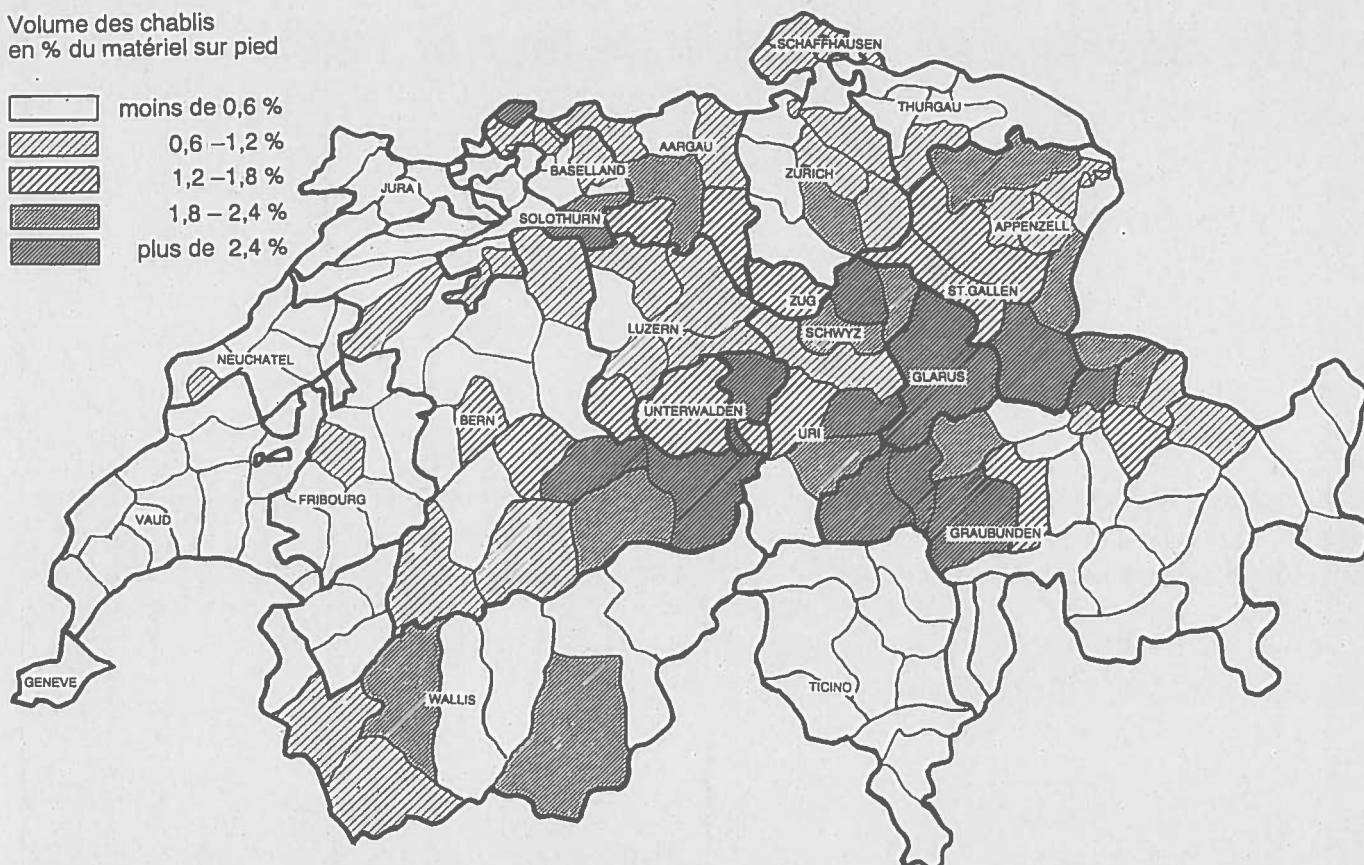 Volume des chablis
en % du matériel sur pied
moins de 0,6 %
0,6 –1,2 %
1,2 –1,8 %
1,8 – 2,4 %
plus de 2,4 %
SCHAFFHAUSEN
THURGAU
AARGAU
BASELLAND
ZURICH
JURA
SOLOTHURN
APPENZELL
ST.GALLEN
ZUG
LUZERN
SCHWYZ
NEUCHATEL
GLARUS
UNTERWALDEN
BERN
URI
FRIBOURG
VAUD
GRAUBUNDEN
GENEVE
WALLIS
TICINO